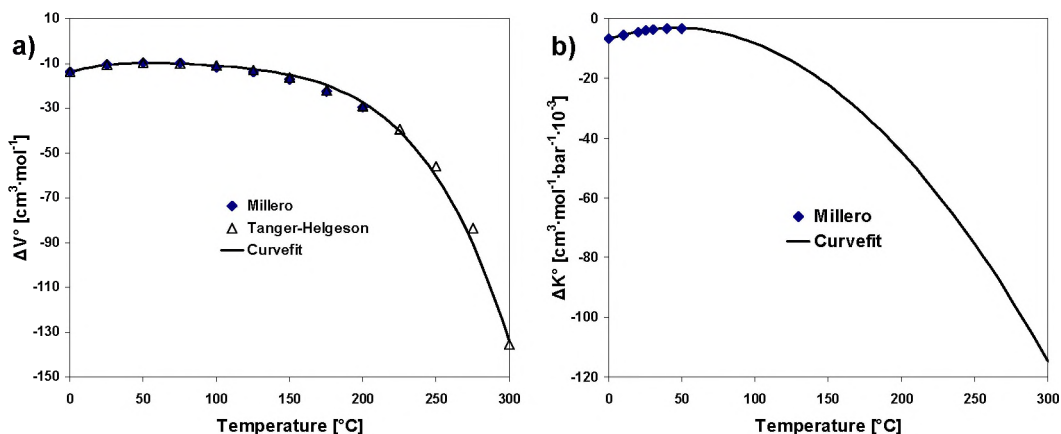 a)
10
-10
-30
-50
-70
-90
-110
-130
-150
ΔV° [cm³·mol⁻¹]
Millero
Tanger-Helgeson
Curvefit
0
50
100
150
200
250
300
Temperature [°C]
b)
0
-20
-40
-60
-80
-100
-120
ΔK° [cm³·mol⁻¹·bar⁻¹·10⁻³]
Millero
Curvefit
0
50
100
150
200
250
300
Temperature [°C]